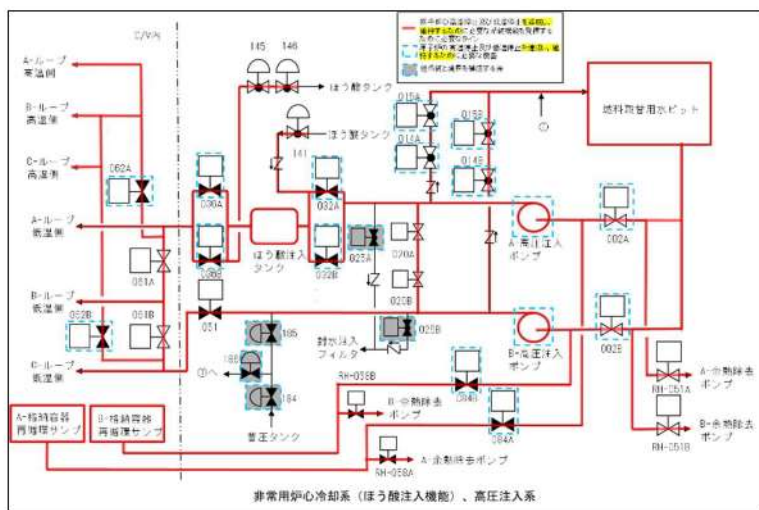 C/V内
A-ループ
高温側
B-ループ
高温側
C-ループ
高温側
062A
A-ループ
低温側
061A
B-ループ
低温側
062B
061B
C-ループ
低温側
A-格納容器
再循環サンプ
B-格納容器
再循環サンプ
145
146
ほう酸タンク
ほう酸タンク
141
036A
036B
ほう酸注入
タンク
032A
032B
051
185
186
①へ
184
蓄圧タンク
封水注入
フィルタ
025A
025B
020A
020B
015A
014A
015B
014B
①
燃料取替用水ピット
A-高圧注入
ポンプ
002A
B-高圧注入
ポンプ
002B
RH-058B
B-余熱除去
ポンプ
084B
084A
RH-058A
A-余熱除去ポンプ
A-余熱除去
ポンプ
RH-051A
B-余熱除去
ポンプ
RH-051B
非常用炉心冷却系（ほう酸注入機能）、高圧注入系